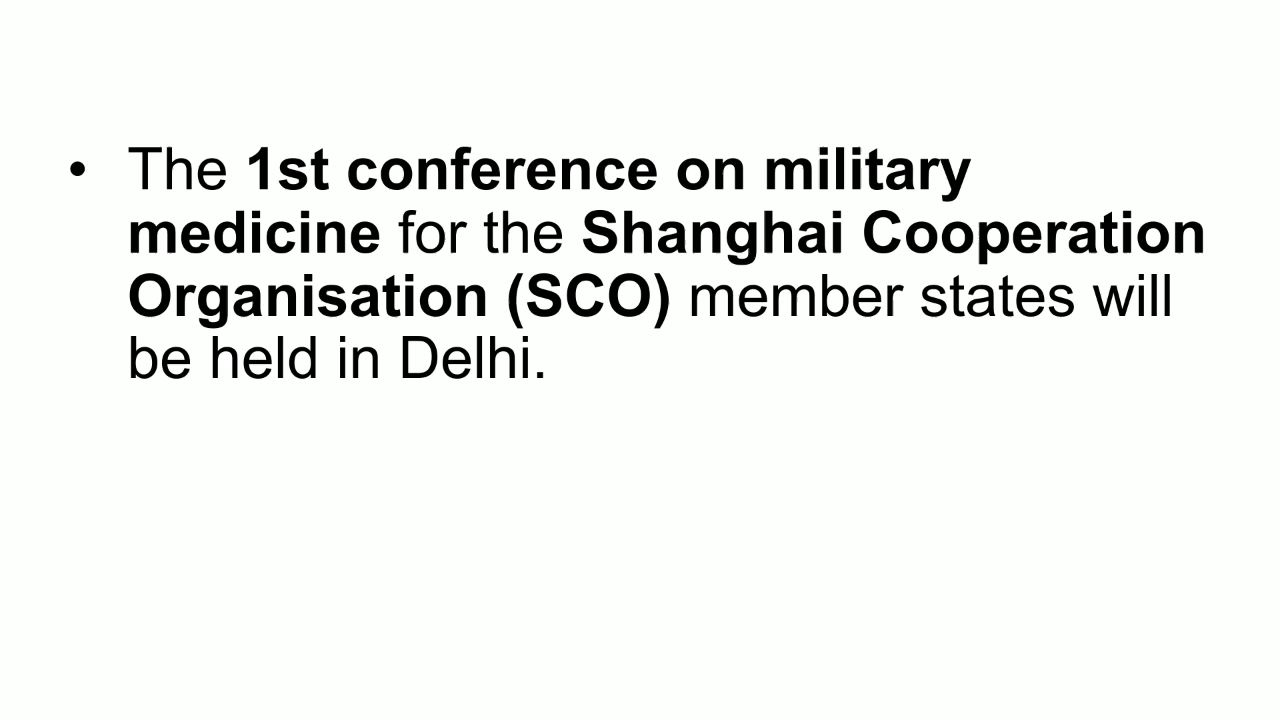 • The 1st conference on military
medicine for the Shanghai Cooperation
Organisation (SCO) member states will
be held in Delhi.